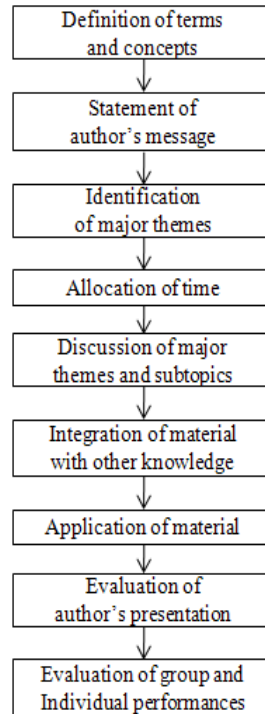 Definition of terms
and concepts
Statement of
author’s message
Identification
of major themes
Allocation of time
Discussion of major
themes and subtopics
Integration of material
with other knowledge
Application of material
Evaluation of
author’s presentation
Evaluation of group and
Individual performances